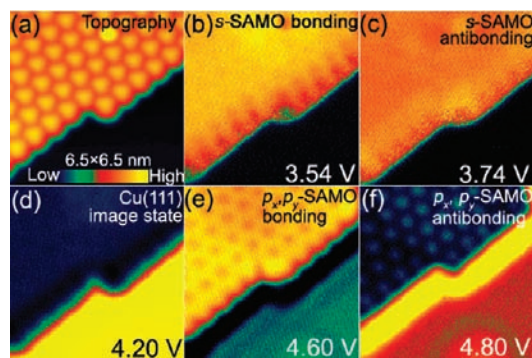 (a) Topography
6.5×6.5 nm
Low High
(b) s-SAMO bonding
3.54 V
(c) s-SAMO
antibonding
3.74 V
(d) Cu(111)
image state
4.20 V
(e) px,py-SAMO
bonding
4.60 V
(f) px, py-SAMO
antibonding
4.80 V